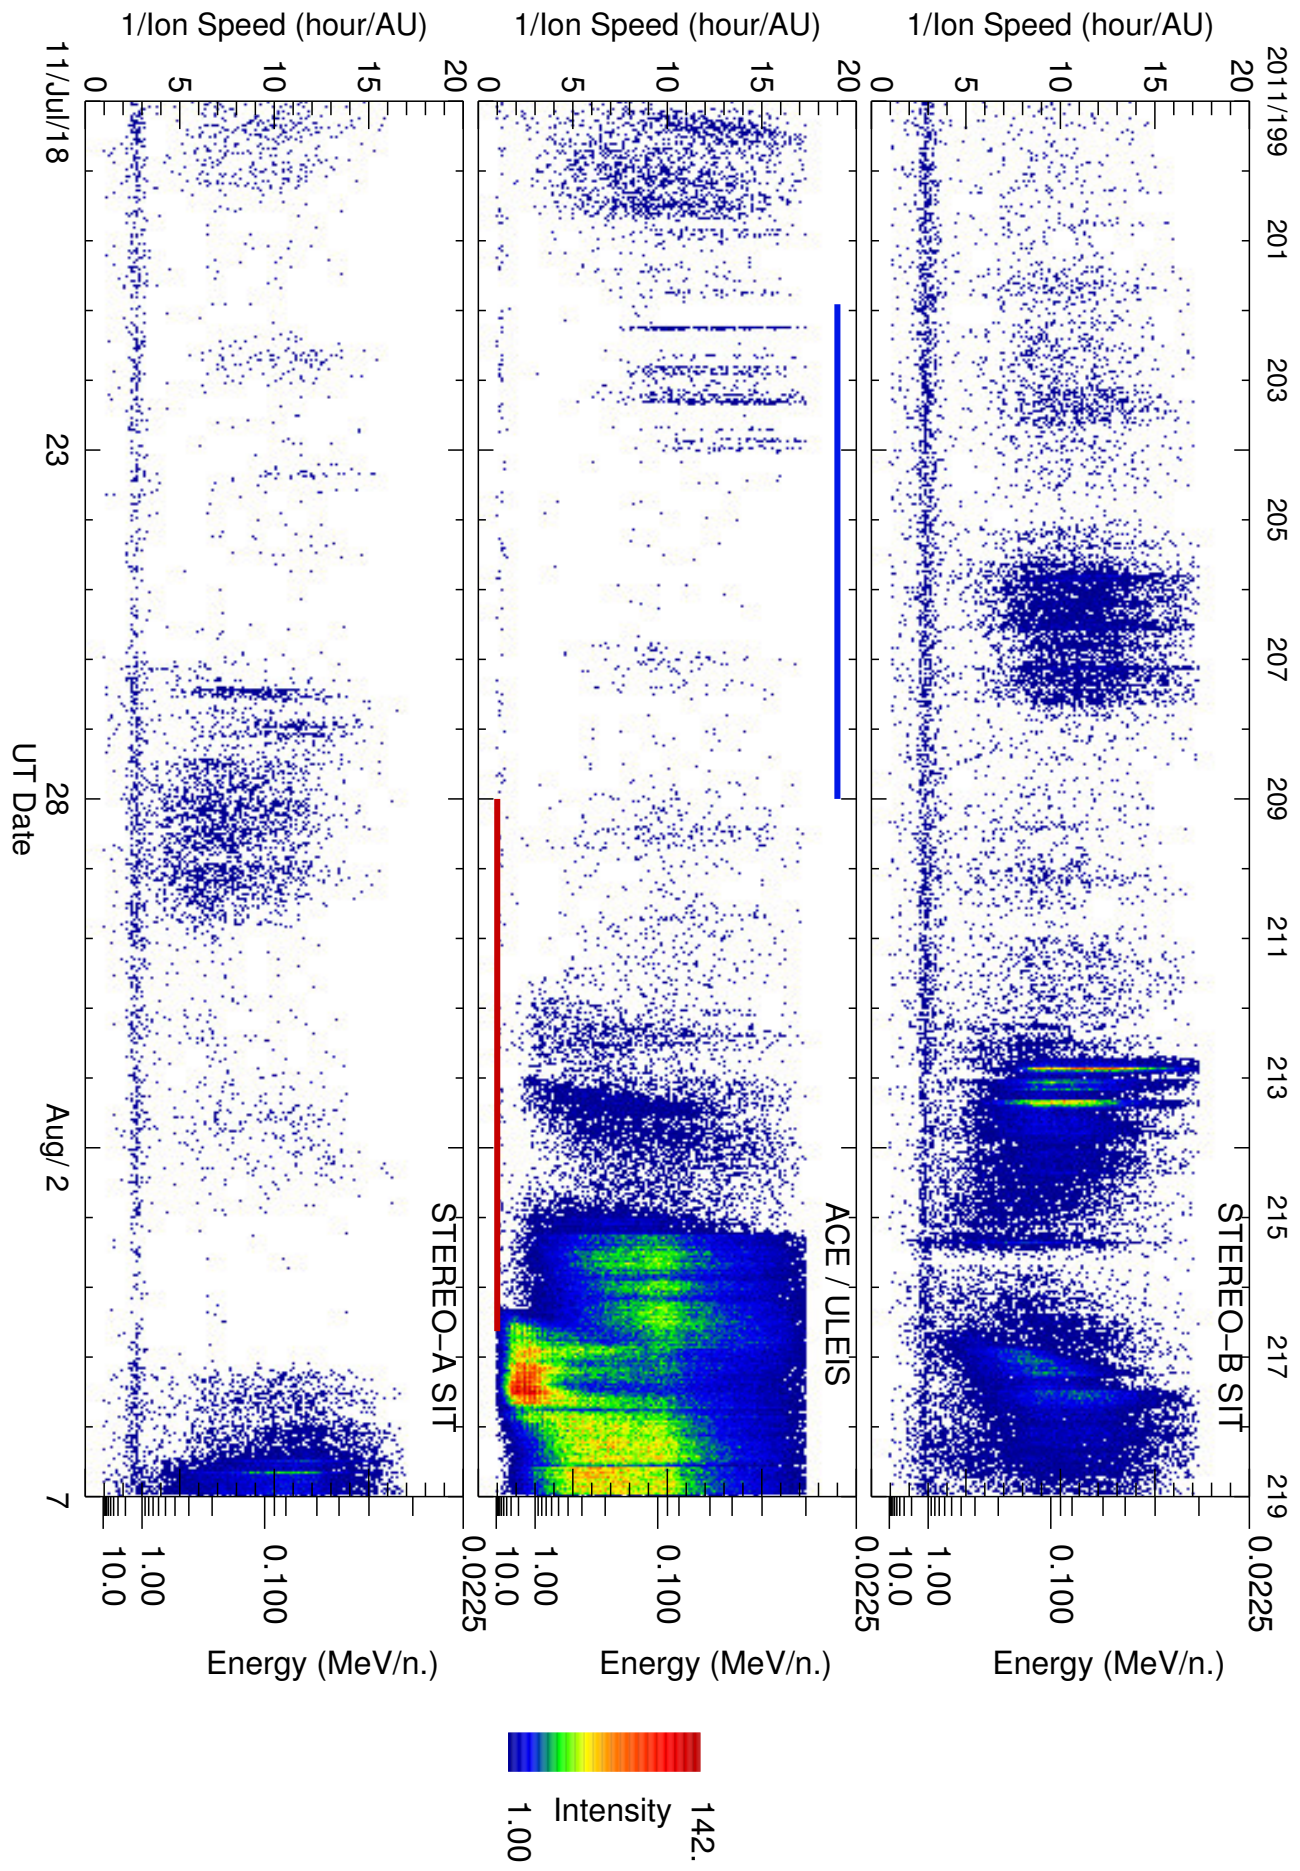 2011/199 201 203 205 207 209 211 213 215 217 219
1/Ion Speed (hour/AU)
20
15
10
5
STEREO-B SIT
0.0225
0.100
1.00
10.0
Energy (MeV/n.)
1/Ion Speed (hour/AU)
20
15
10
5
ACE / ULEIS
0.0225
0.100
1.00
10.0
Energy (MeV/n.)
1/Ion Speed (hour/AU)
20
15
10
5
0
STEREO-A SIT
0.0225
0.100
1.00
10.0
Energy (MeV/n.)
11/Jul/18 23 28 Aug/ 2 7
UT Date
142.
Intensity
1.00